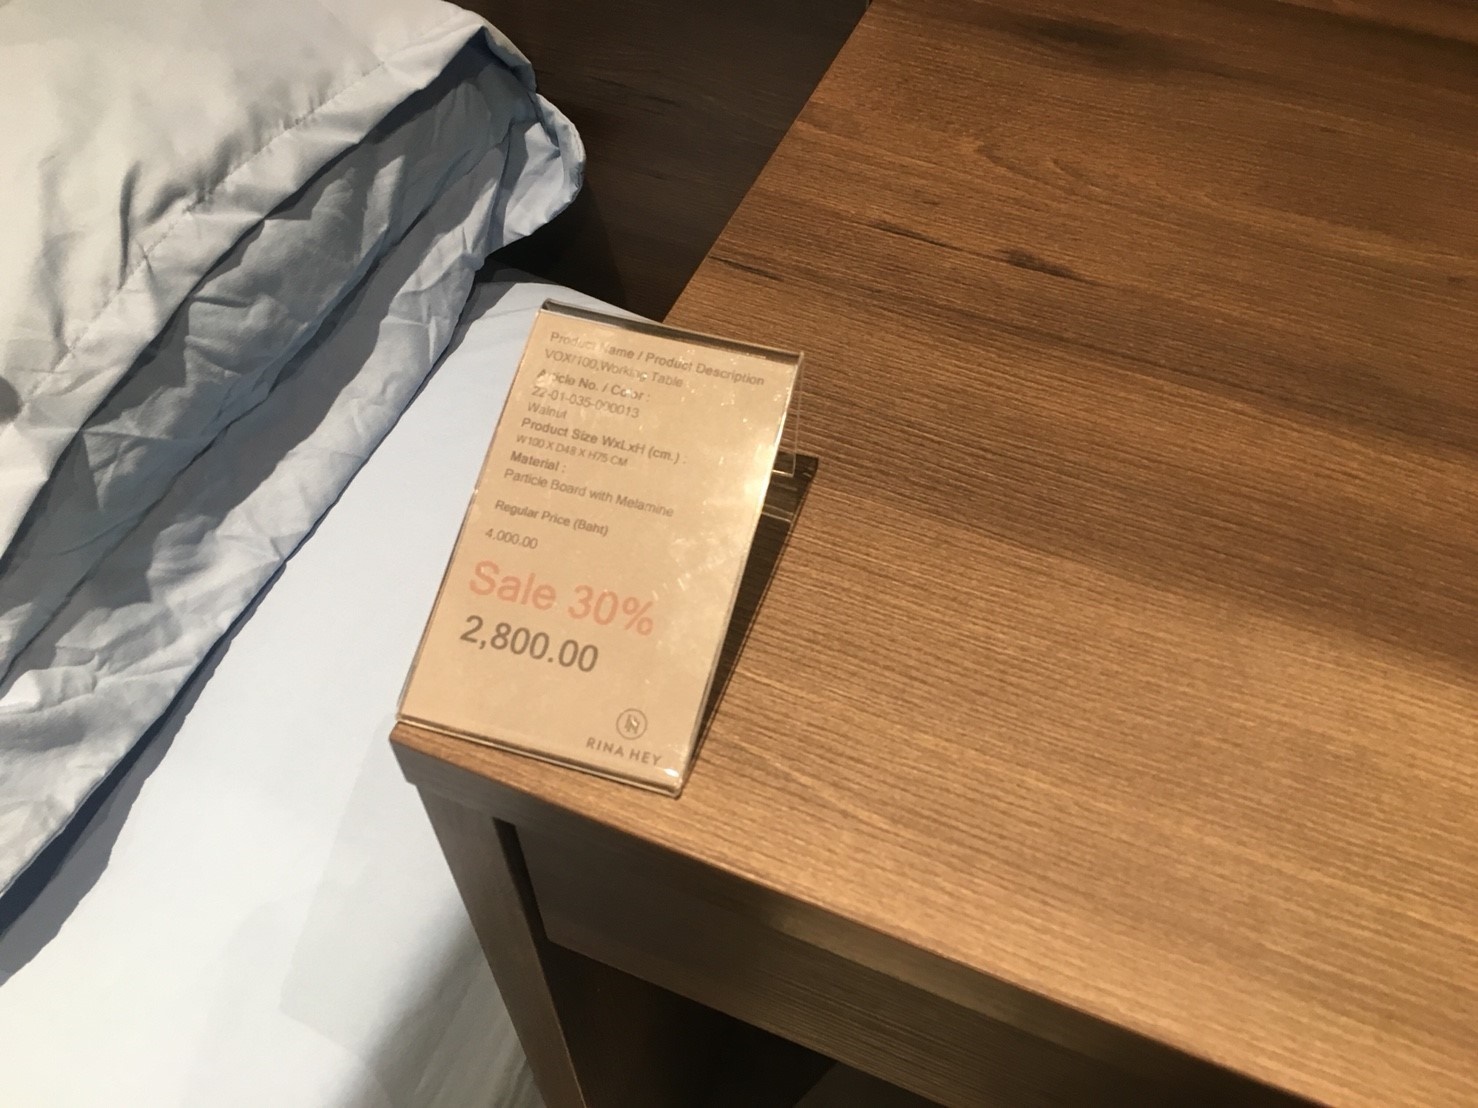 Product Name / Product Description
VOX/100,Working Table
Article No. / Color :
22-01-035-000013
Walnut
Product Size WxLxH (cm.) :
W100 X D48 X H75 CM
Material :
Particle Board with Melamine
Regular Price (Baht)
4,000.00
Sale 30%
2,800.00
RINA HEY